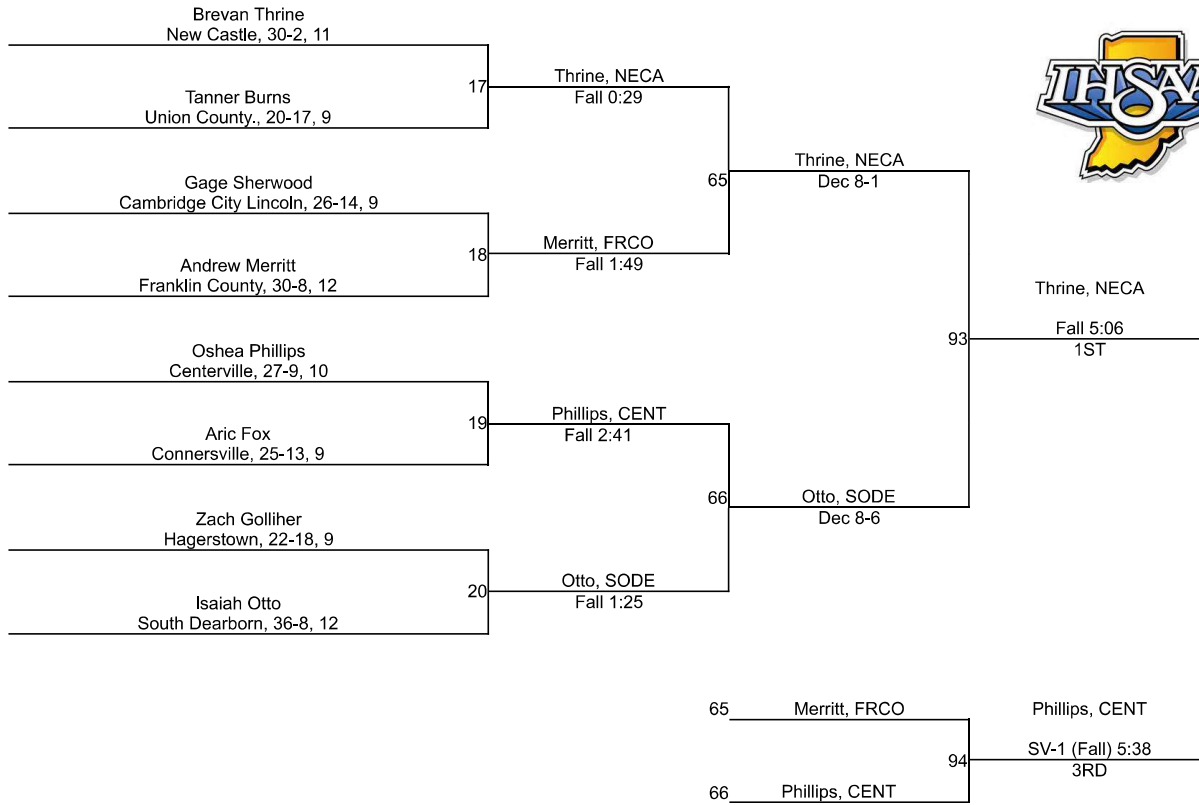 Brevan Thrine
New Castle, 30-2, 11
17
Thrine, NECA
Fall 0:29
Tanner Burns
Union County., 20-17, 9
65
Thrine, NECA
Dec 8-1
Gage Sherwood
Cambridge City Lincoln, 26-14, 9
18
Merritt, FRCO
Fall 1:49
Andrew Merritt
Franklin County, 30-8, 12
93
Thrine, NECA
Fall 5:06
1ST
Oshea Phillips
Centerville, 27-9, 10
19
Phillips, CENT
Fall 2:41
Aric Fox
Connersville, 25-13, 9
66
Otto, SODE
Dec 8-6
Zach Golliher
Hagerstown, 22-18, 9
20
Otto, SODE
Fall 1:25
Isaiah Otto
South Dearborn, 36-8, 12
65
Merritt, FRCO
94
Phillips, CENT
SV-1 (Fall) 5:38
3RD
66
Phillips, CENT
IHSAA